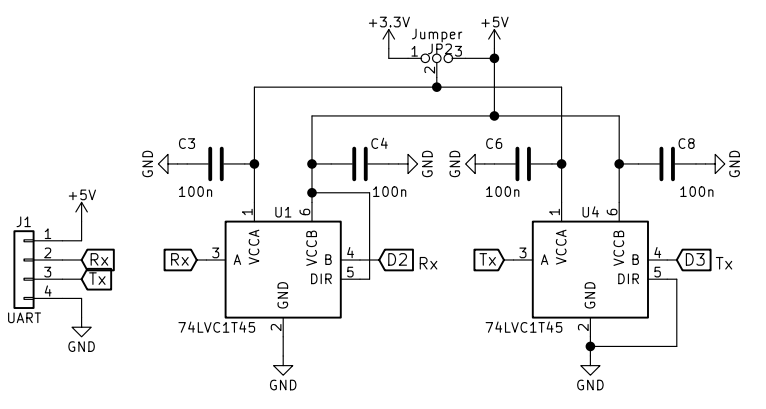 +3.3V
+5V
Jumper
JP2
1
3
2
C3
C4
C6
C8
GND
GND
GND
GND
100n
100n
100n
100n
+5V
J1
1
2
3
4
Rx
Tx
UART
GND
1
U1
6
VCCA
VCCB
Rx
3
A
B
4
D2
Rx
DIR
5
GND
74LVC1T45
2
GND
1
U4
6
VCCA
VCCB
Tx
3
A
B
4
D3
Tx
DIR
5
GND
74LVC1T45
2
GND